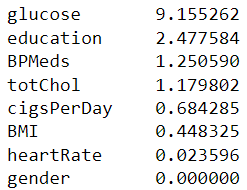 glucose 9.155262
education 2.477584
BPMeds 1.250590
totChol 1.179802
cigsPerDay 0.684285
BMI 0.448325
heartRate 0.023596
gender 0.000000